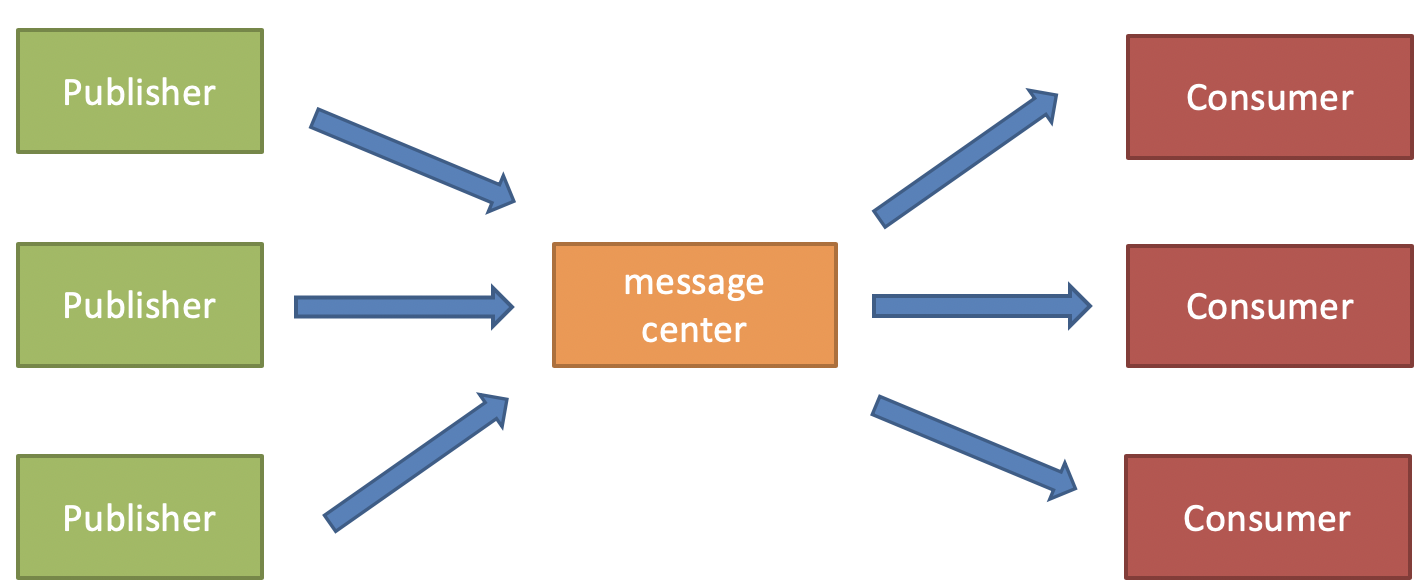 Publisher
Consumer
Publisher
message
center
Consumer
Publisher
Consumer